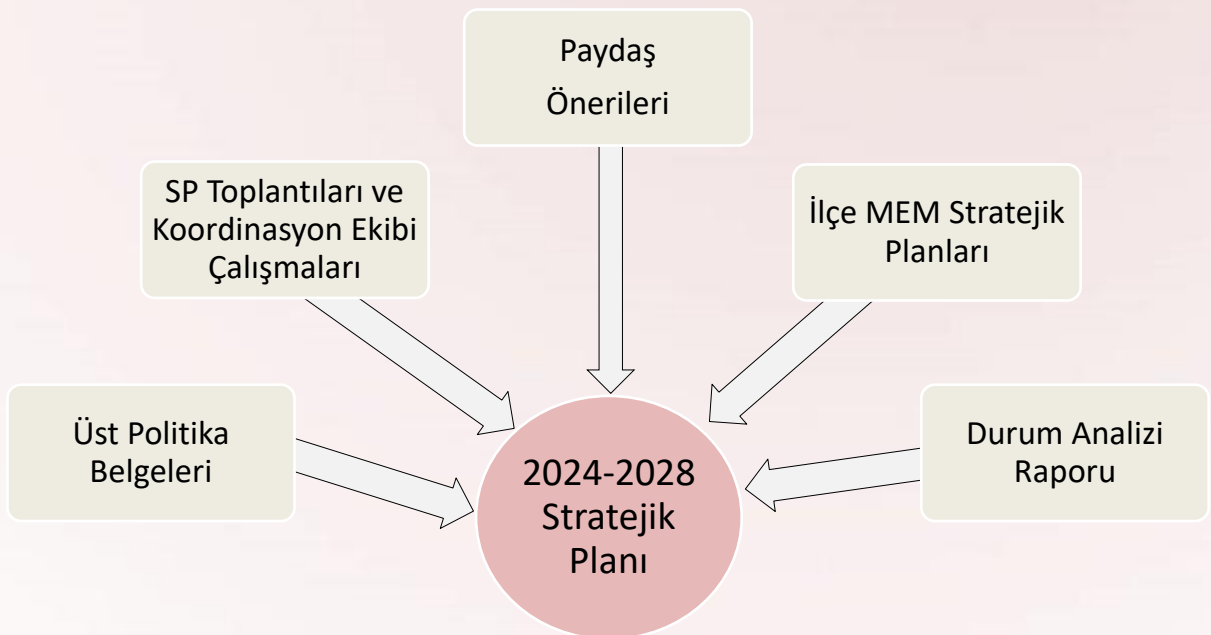 Paydaş
Önerileri
SP Toplantıları ve
Koordinasyon Ekibi
Çalışmaları
İlçe MEM Stratejik
Planları
Üst Politika
Belgeleri
2024-2028
Stratejik
Planı
Durum Analizi
Raporu